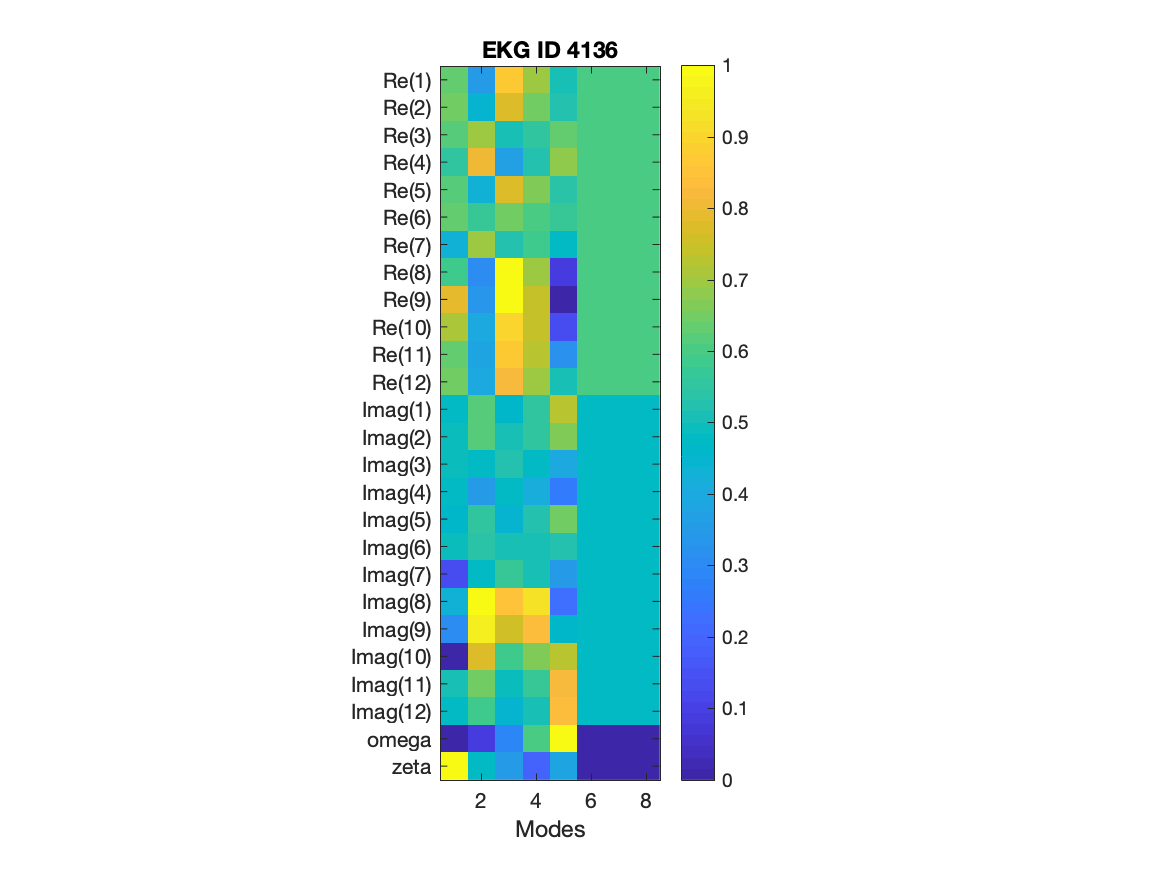 EKG ID 4136
Re(1)
Re(2)
Re(3)
Re(4)
Re(5)
Re(6)
Re(7)
Re(8)
Re(9)
Re(10)
Re(11)
Re(12)
Imag(1)
Imag(2)
Imag(3)
Imag(4)
Imag(5)
Imag(6)
Imag(7)
Imag(8)
Imag(9)
Imag(10)
Imag(11)
Imag(12)
omega
zeta
2 4 6 8
Modes
1
0.9
0.8
0.7
0.6
0.5
0.4
0.3
0.2
0.1
0